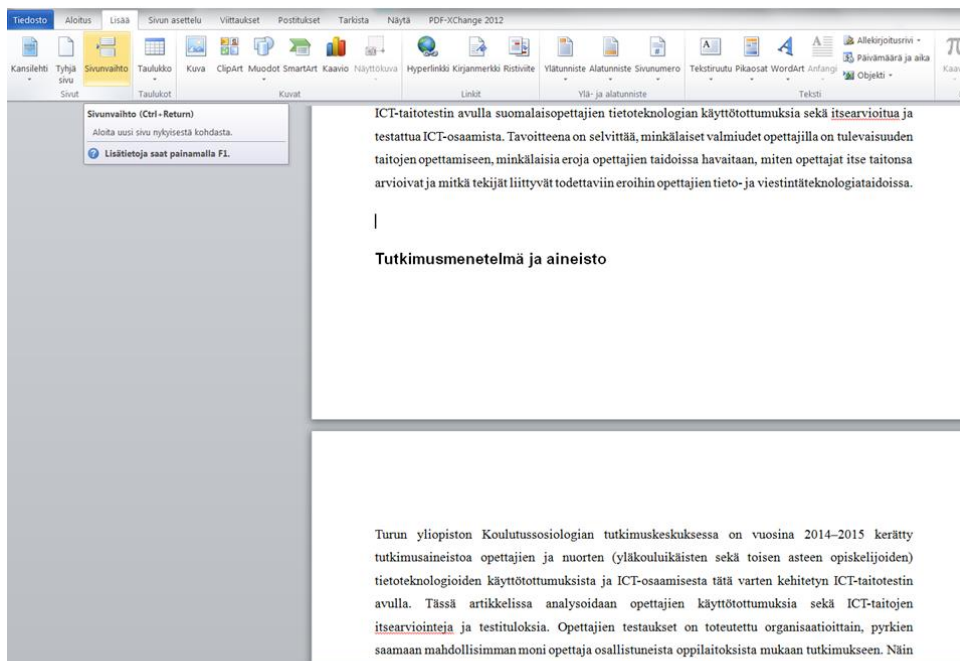 Tiedosto Aloitus Lisää Sivun asettelu Viittaukset Postitukset Tarkista Näytä PDF-XChange 2012
Kansilehti Tyhjä sivu Sivunvaihto Taulukko Kuva ClipArt Muodot SmartArt Kaavio Näyttökuva Hyperlinkki Kirjanmerkki Ristiviite Ylätunniste Alatunniste Sivunumero Tekstiruutu Pikaosat WordArt Anfangi
Allekirjoitusrivi
Päivämäärä ja aika
Objekti
Sivut Taulukot Kuvat Linkit Ylä- ja alatunniste Teksti
Sivunvaihto (Ctrl+Return)
Aloita uusi sivu nykyisestä kohdasta.
Lisätietoja saat painamalla F1.
ICT-taitotestin avulla suomalaisopettajien tietoteknologian käyttötottumuksia sekä itsearvioitua ja
testattua ICT-osaamista. Tavoitteena on selvittää, minkälaiset valmiudet opettajilla on tulevaisuuden
taitojen opettamiseen, minkälaisia eroja opettajien taidoissa havaitaan, miten opettajat itse taitonsa
arvioivat ja mitkä tekijät liittyvät todettaviin eroihin opettajien tieto- ja viestintäteknologiataidoissa.
Tutkimusmenetelmä ja aineisto
Turun yliopiston Koulutussosiologian tutkimuskeskuksessa on vuosina 2014–2015 kerätty
tutkimusaineistoa opettajien ja nuorten (yläkouluikäisten sekä toisen asteen opiskelijoiden)
tietoteknologioiden käyttötottumuksista ja ICT-osaamisesta tätä varten kehitetyn ICT-taitotestin
avulla. Tässä artikkelissa analysoidaan opettajien käyttötottumuksia sekä ICT-taitojen
itsearviointeja ja testituloksia. Opettajien testaukset on toteutettu organisaatioittain, pyrkien
saamaan mahdollisimman moni opettaja osallistuneista oppilaitoksista mukaan tutkimukseen. Näin